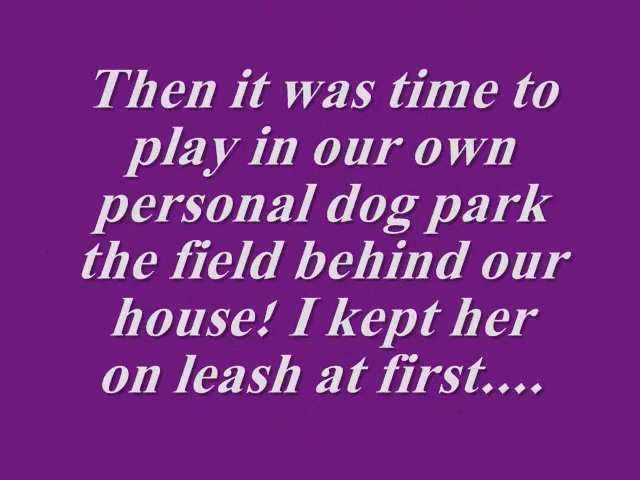 Then it was time to
play in our own
personal dog park
the field behind our
house! I kept her
on leash at first....